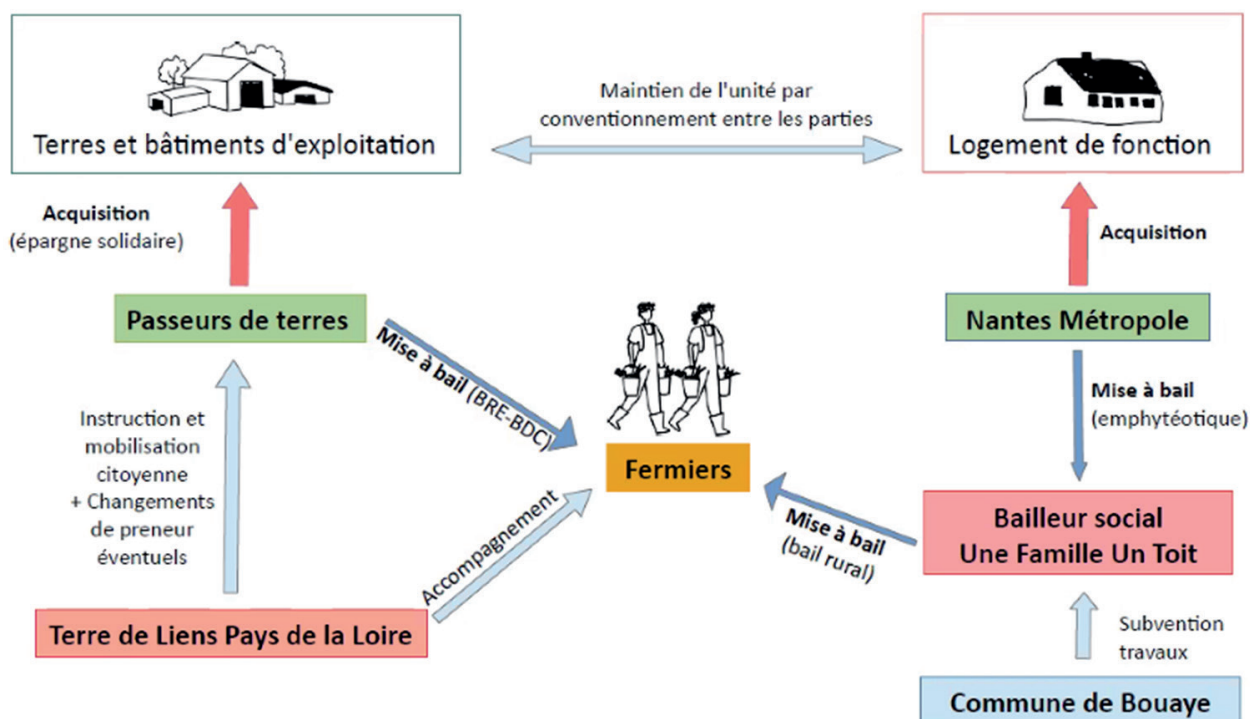 Terres et bâtiments d'exploitation
Maintien de l'unité par
conventionnement entre les parties
Logement de fonction
Acquisition
(épargne solidaire)
Acquisition
Passeurs de terres
Nantes Métropole
Mise à bail (BRE-BDC)
Mise à bail
(emphytéotique)
Instruction et
mobilisation
citoyenne
+ Changements
de preneur
éventuels
Fermiers
Accompagnement
Mise à bail
(bail rural)
Bailleur social
Une Famille Un Toit
Terre de Liens Pays de la Loire
Subvention
travaux
Commune de Bouaye